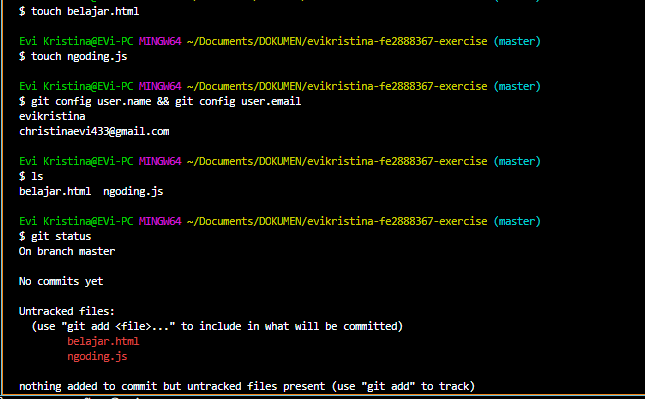 $ touch belajar.html
Evi Kristina@EVi-PC MINGW64 ~/Documents/DOKUMEN/evikristina-fe2888367-exercise (master)
$ touch ngoding.js
Evi Kristina@EVi-PC MINGW64 ~/Documents/DOKUMEN/evikristina-fe2888367-exercise (master)
$ git config user.name && git config user.email
evikristina
christinaevi433@gmail.com
Evi Kristina@EVi-PC MINGW64 ~/Documents/DOKUMEN/evikristina-fe2888367-exercise (master)
$ ls
belajar.html  ngoding.js
Evi Kristina@EVi-PC MINGW64 ~/Documents/DOKUMEN/evikristina-fe2888367-exercise (master)
$ git status
On branch master
No commits yet
Untracked files:
  (use "git add <file>..." to include in what will be committed)
        belajar.html
        ngoding.js
nothing added to commit but untracked files present (use "git add" to track)